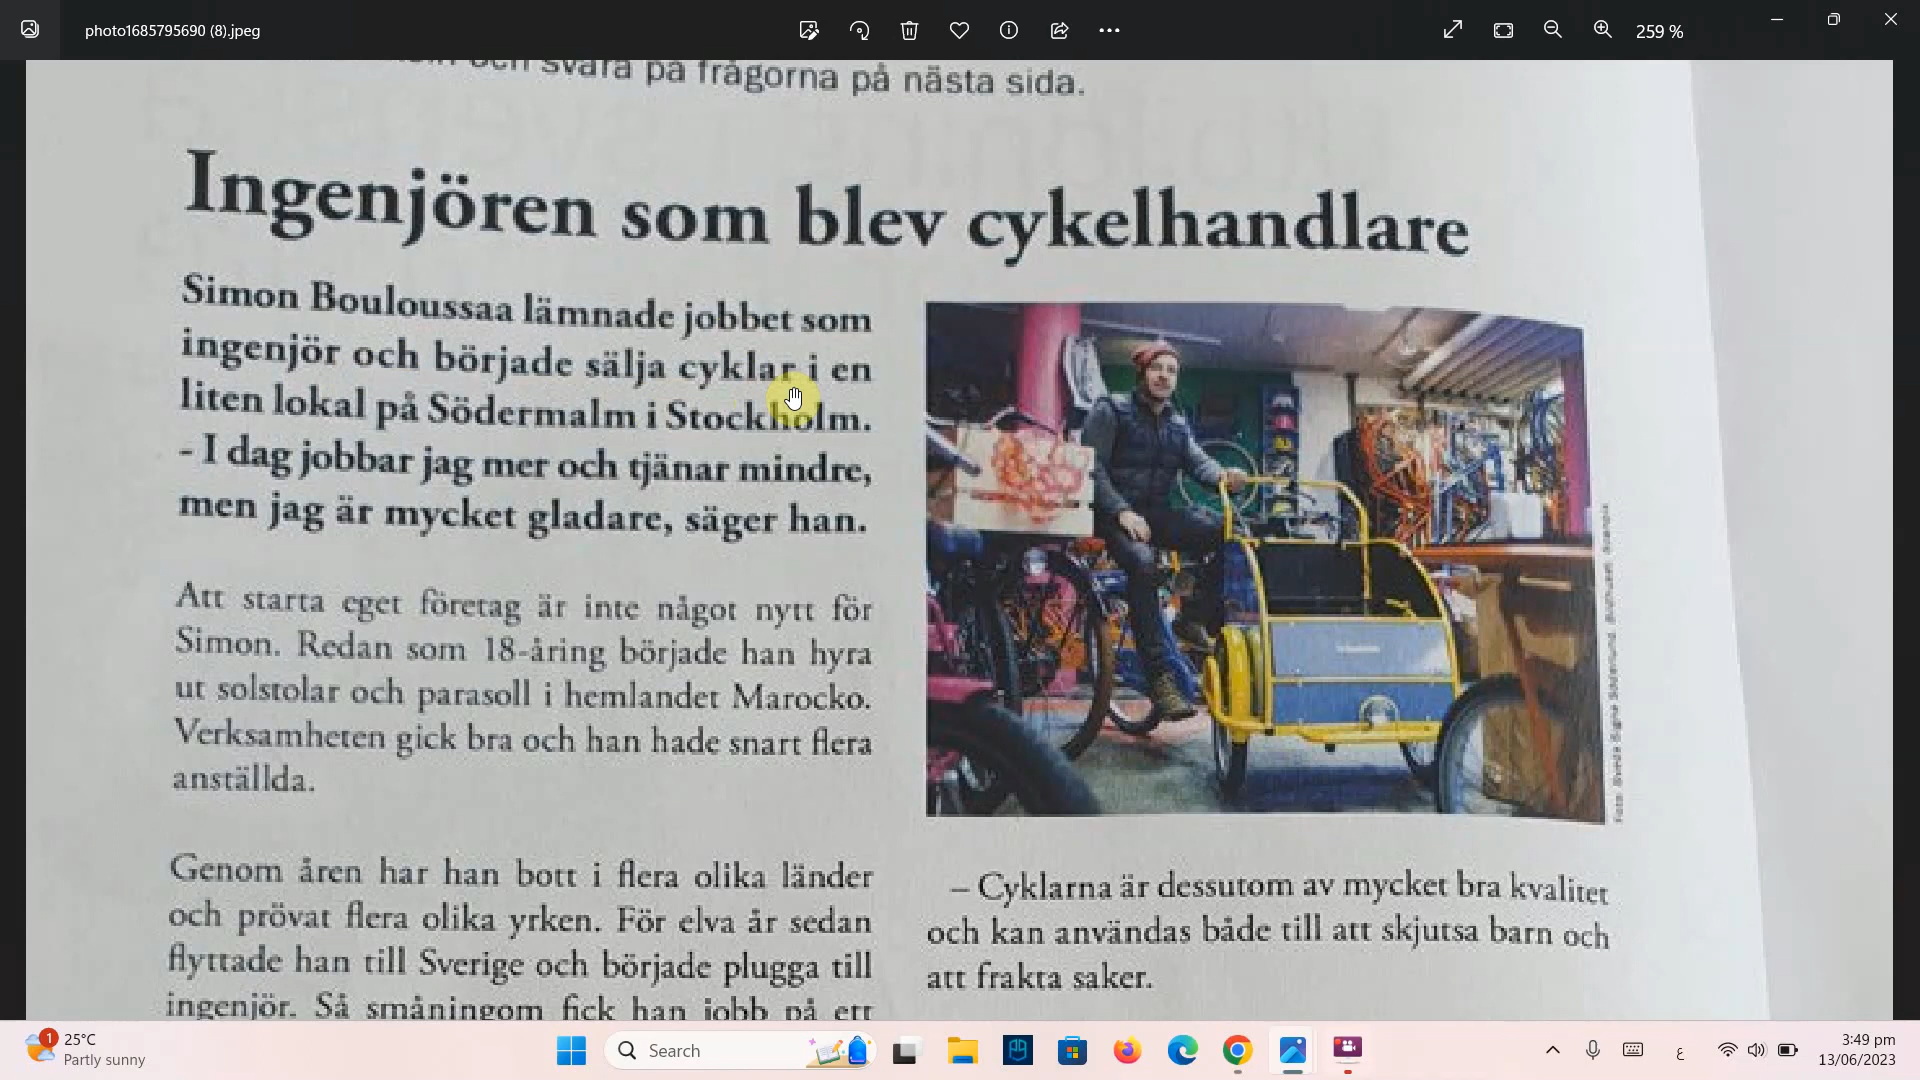 photo1685795690 (8).jpeg
259 %
och svara på frågorna på nästa sida.
Ingenjören som blev cykelhandlare
Simon Bouloussaa lämnade jobbet som
ingenjör och började sälja cyklar i en
liten lokal på Södermalm i Stockholm.
- I dag jobbar jag mer och tjänar mindre,
men jag är mycket gladare, säger han.
Att starta eget företag är inte något nytt för
Simon. Redan som 18-åring började han hyra
ut solstolar och parasoll i hemlandet Marocko.
Verksamheten gick bra och han hade snart flera
anställda.
Genom åren har han bott i flera olika länder
och prövat flera olika yrken. För elva år sedan
flyttade han till Sverige och började plugga till
ingenjör. Så småningom fick han jobb på ett
– Cyklarna är dessutom av mycket bra kvalitet
och kan användas både till att skjutsa barn och
att frakta saker.
1
25°C
Partly sunny
Search
ع
3:49 pm
13/06/2023